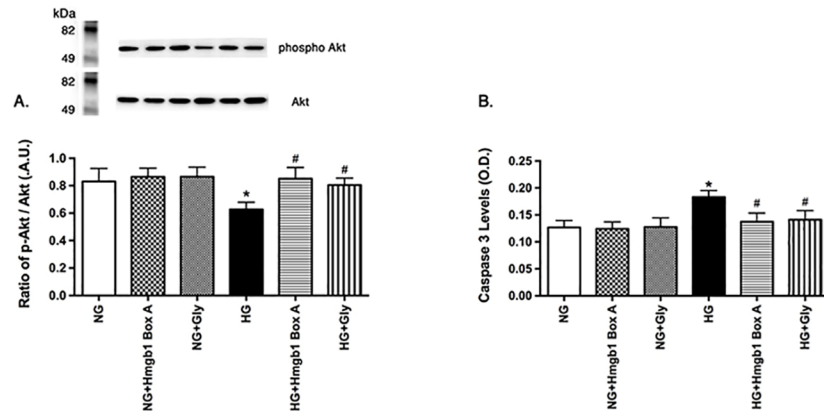 kDa
82
49
phospho Akt
82
49
Akt
A.
Ratio of p-Akt / Akt (.A.U.)
1.0
0.8
0.6
0.4
0.2
0.0
*
#
#
NG
NG+Hmgb1 Box A
NG+Gly
HG
HG+Hmgb1 Box A
HG+Gly
B.
Caspase 3 Levels (O.D.)
0.25
0.20
0.15
0.10
0.05
0.00
*
#
#
NG
NG+Hmgb1 Box A
NG+Gly
HG
HG+Hmgb1 Box A
HG+Gly